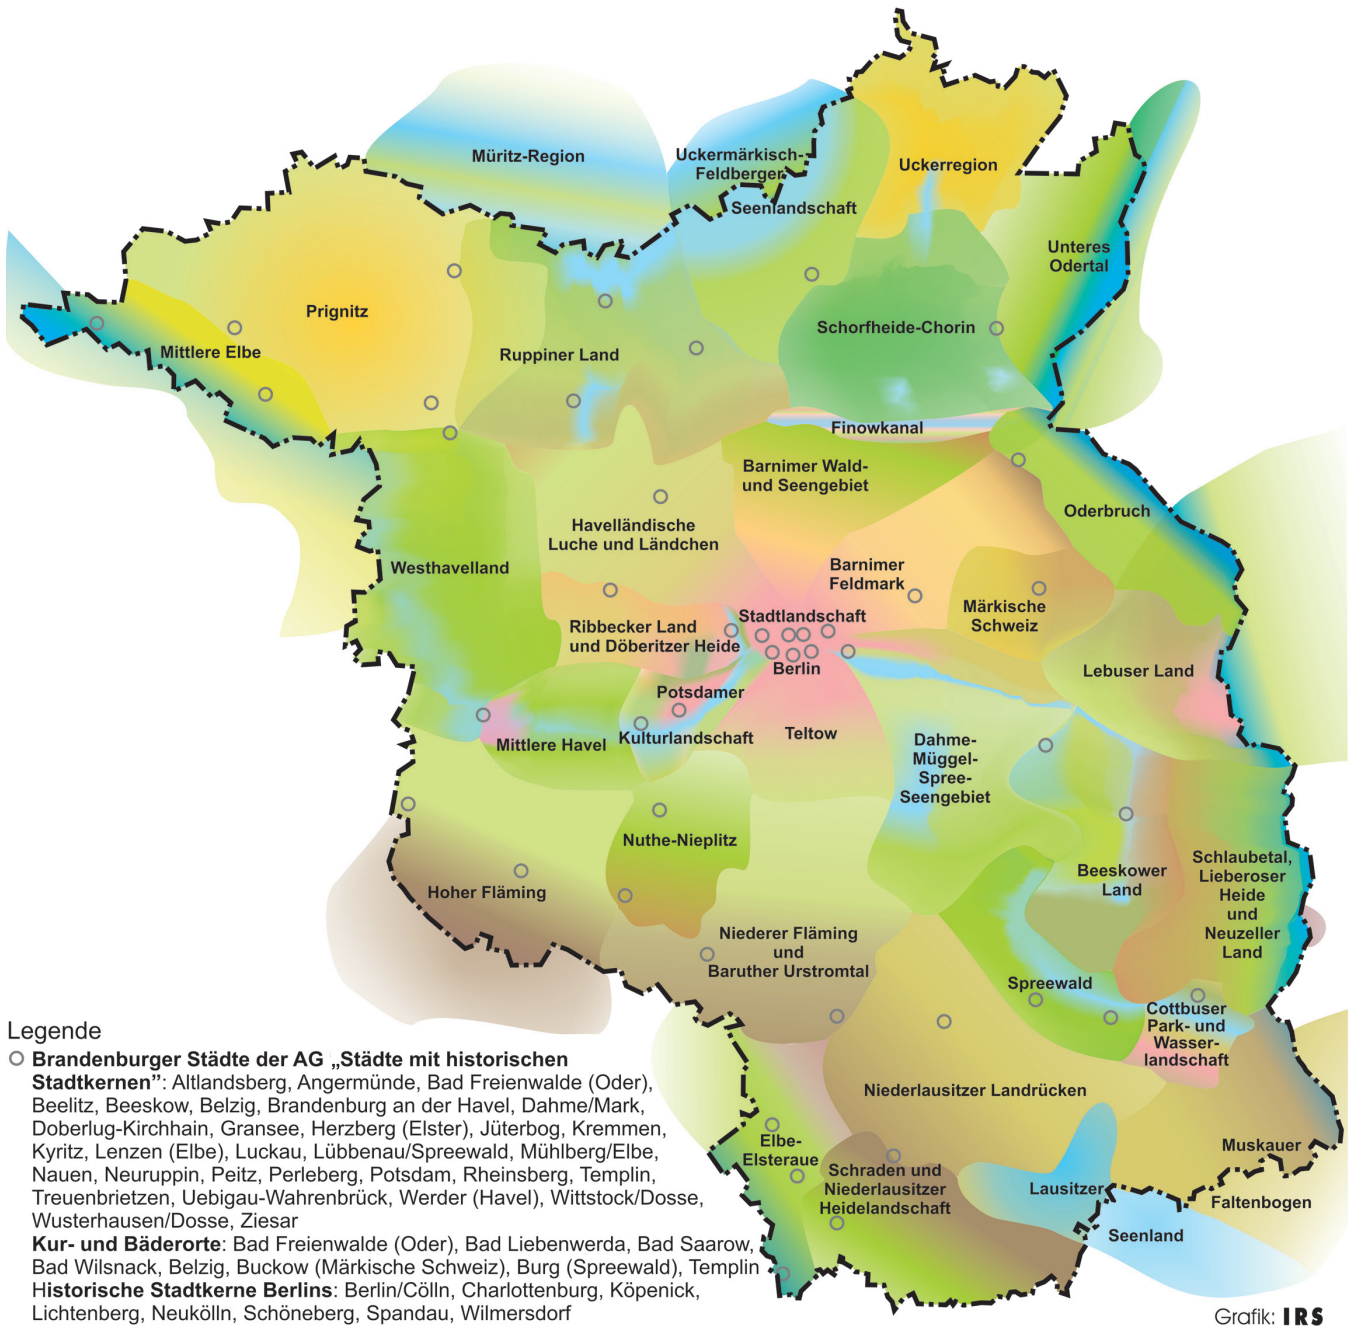 Müritz-Region
Uckermärkisch-
Feldberger
Seenlandschaft
Uckerregion
Unteres
Odertal
Prignitz
Mittlere Elbe
Ruppiner Land
Schorfheide-Chorin
Finowkanal
Barnimer Wald-
und Seengebiet
Oderbruch
Havelländische
Luche und Ländchen
Westhavelland
Barnimer
Feldmark
Märkische
Schweiz
Stadtlandschaft
Berlin
Ribbecker Land
und Döberitzer Heide
Lebuser Land
Potsdamer
Kulturlandschaft
Mittlere Havel
Teltow
Dahme-
Müggel-
Spree-
Seengebiet
Nuthe-Nieplitz
Hoher Fläming
Beeskower
Land
Schlaubetal,
Lieberoser
Heide
und
Neuzeller
Land
Niederer Fläming
und
Baruther Urstromtal
Spreewald
Cottbuser
Park- und
Wasser-
landschaft
Niederlausitzer Landrücken
Elbe-
Elsteraue
Schraden und
Niederlausitzer
Heidelandschaft
Lausitzer
Seenland
Muskauer
Faltenbogen
Legende
Brandenburger Städte der AG „Städte mit historischen
Stadtkernen”: Altlandsberg, Angermünde, Bad Freienwalde (Oder),
Beelitz, Beeskow, Belzig, Brandenburg an der Havel, Dahme/Mark,
Doberlug-Kirchhain, Gransee, Herzberg (Elster), Jüterbog, Kremmen,
Kyritz, Lenzen (Elbe), Luckau, Lübbenau/Spreewald, Mühlberg/Elbe,
Nauen, Neuruppin, Peitz, Perleberg, Potsdam, Rheinsberg, Templin,
Treuenbrietzen, Uebigau-Wahrenbrück, Werder (Havel), Wittstock/Dosse,
Wusterhausen/Dosse, Ziesar
Kur- und Bäderorte: Bad Freienwalde (Oder), Bad Liebenwerda, Bad Saarow,
Bad Wilsnack, Belzig, Buckow (Märkische Schweiz), Burg (Spreewald), Templin
Historische Stadtkerne Berlins: Berlin/Cölln, Charlottenburg, Köpenick,
Lichtenberg, Neukölln, Schöneberg, Spandau, Wilmersdorf
Grafik: IRS